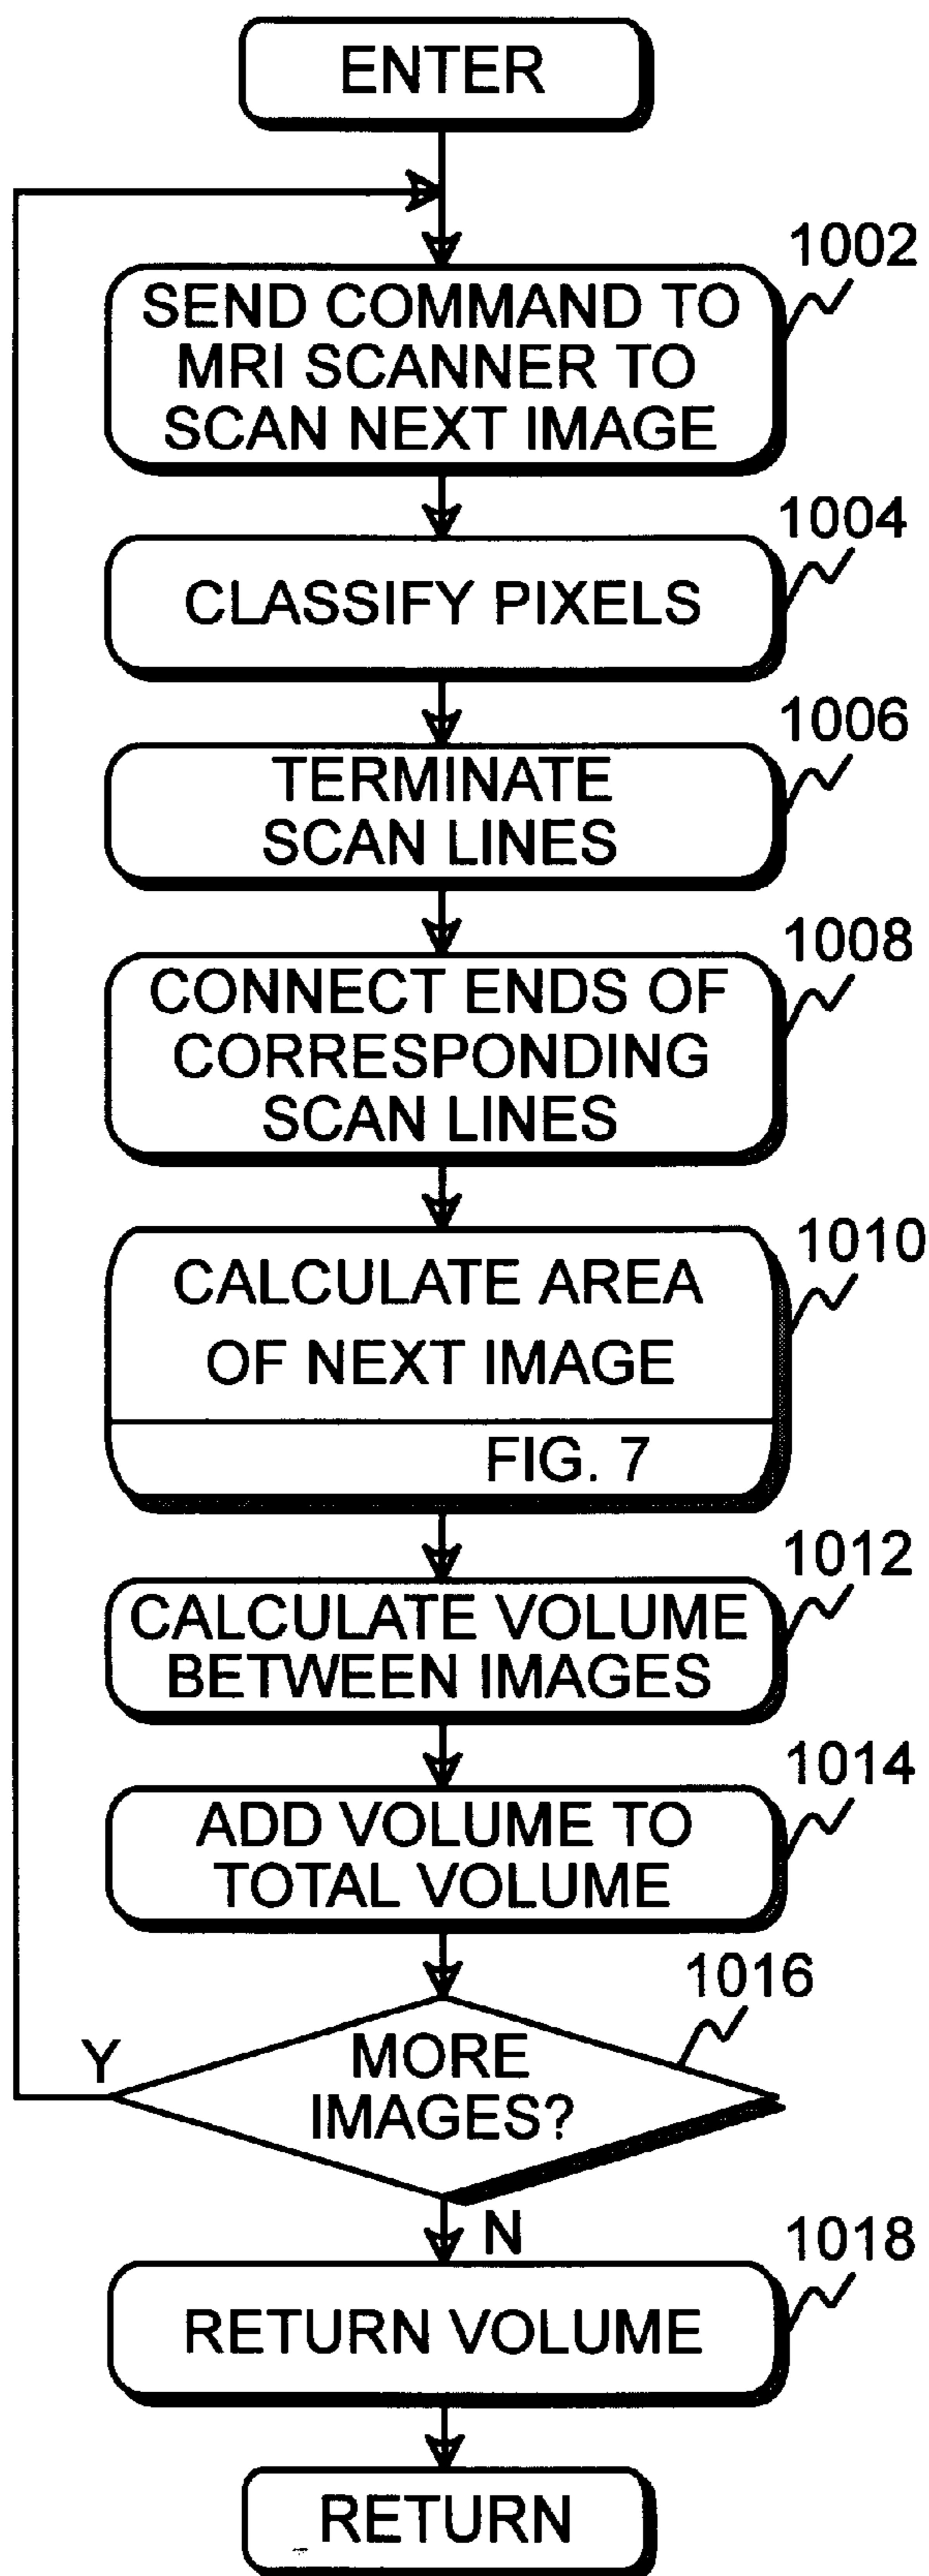 ENTER
1002
SEND COMMAND TO
MRI SCANNER TO
SCAN NEXT IMAGE
1004
CLASSIFY PIXELS
1006
TERMINATE
SCAN LINES
1008
CONNECT ENDS OF
CORRESPONDING
SCAN LINES
1010
CALCULATE AREA
OF NEXT IMAGE
FIG. 7
1012
CALCULATE VOLUME
BETWEEN IMAGES
1014
ADD VOLUME TO
TOTAL VOLUME
1016
Y
MORE
IMAGES?
N
1018
RETURN VOLUME
RETURN